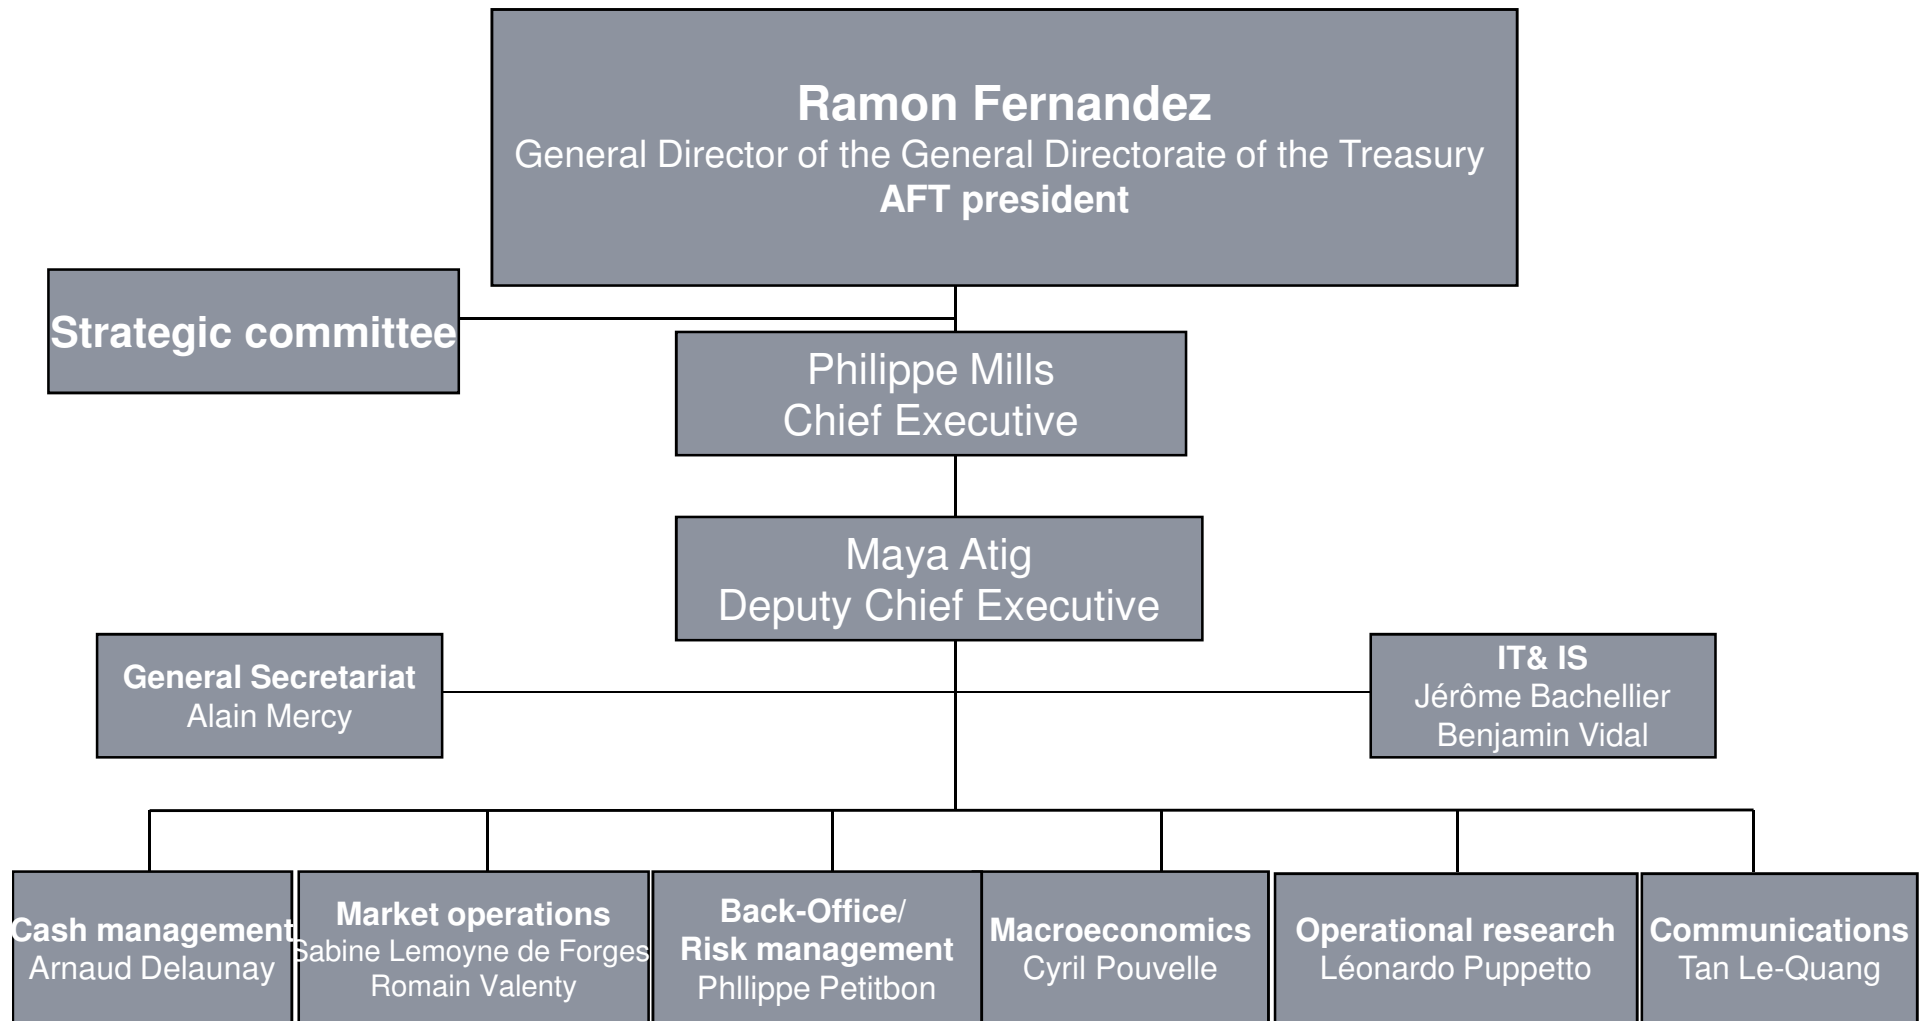 Ramon Fernandez
General Director of the General Directorate of the Treasury
AFT president
Strategic committee
Philippe Mills
Chief Executive
Maya Atig
Deputy Chief Executive
General Secretariat
Alain Mercy
IT& IS
Jérôme Bachellier
Benjamin Vidal
Cash management
Arnaud Delaunay
Market operations
Sabine Lemoyne de Forges
Romain Valenty
Back-Office/
Risk management
Phllippe Petitbon
Macroeconomics
Cyril Pouvelle
Operational research
Léonardo Puppetto
Communications
Tan Le-Quang